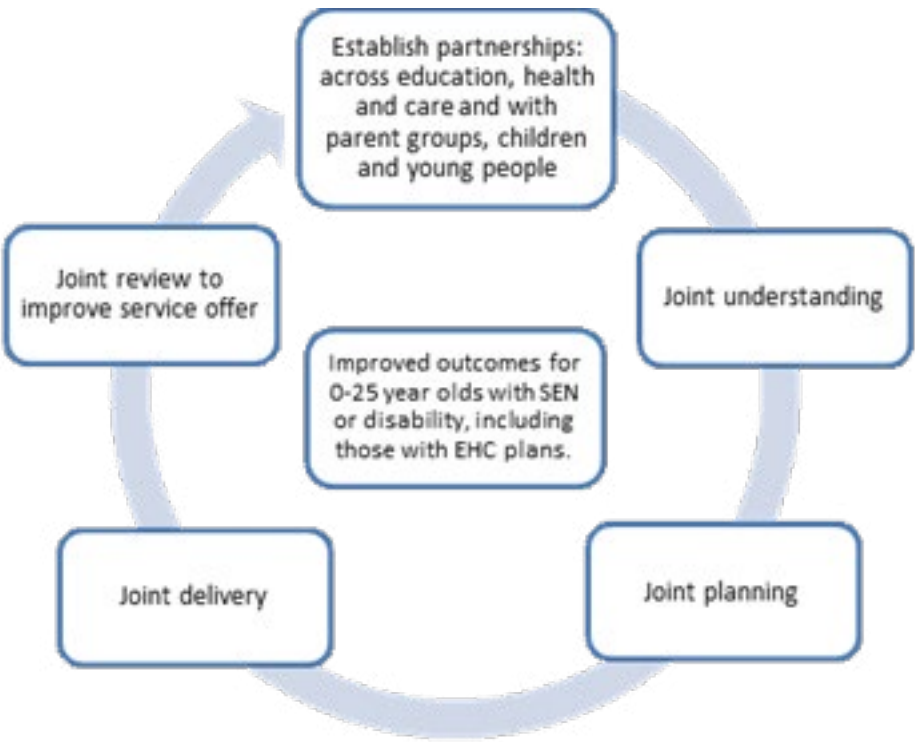 Establish partnerships:
across education, health
and care and with
parent groups, children
and young people
Joint understanding
Joint planning
Joint delivery
Joint review to
improve service offer
Improved outcomes for
0-25 year olds with SEN
or disability, including
those with EHC plans.